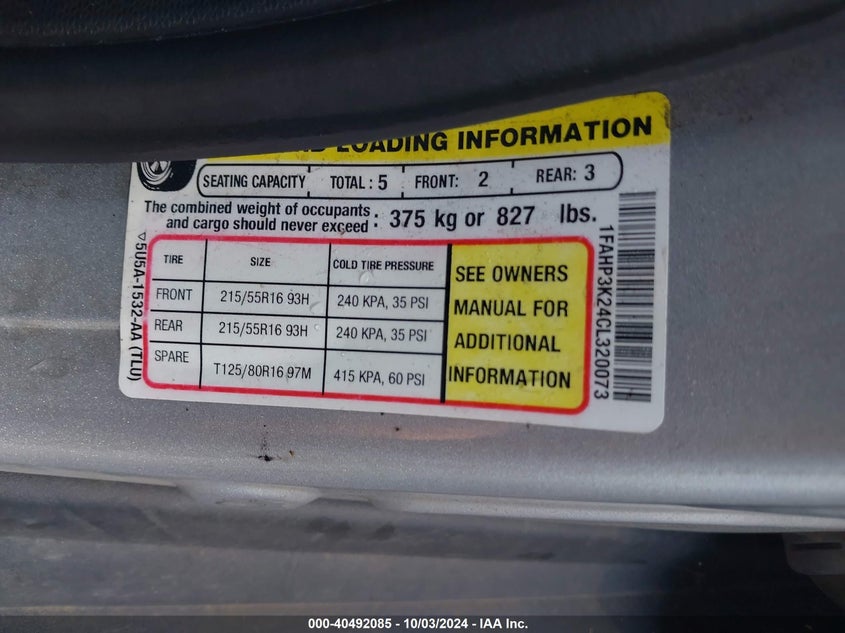 LOADING INFORMATION
SEATING CAPACITY TOTAL : 5 FRONT: 2 REAR: 3
The combined weight of occupants
and cargo should never exceed : 375 kg or 827 lbs.
TIRE SIZE COLD TIRE PRESSURE
FRONT 215/55R16 93H 240 KPA, 35 PSI
REAR 215/55R16 93H 240 KPA, 35 PSI
SPARE T125/80R16 97M 415 KPA, 60 PSI
SEE OWNERS
MANUAL FOR
ADDITIONAL
INFORMATION
▽5U5A-1532-AA (TLU)
1FAHP3K24CL320073
000-40492085 - 10/03/2024 - IAA Inc.